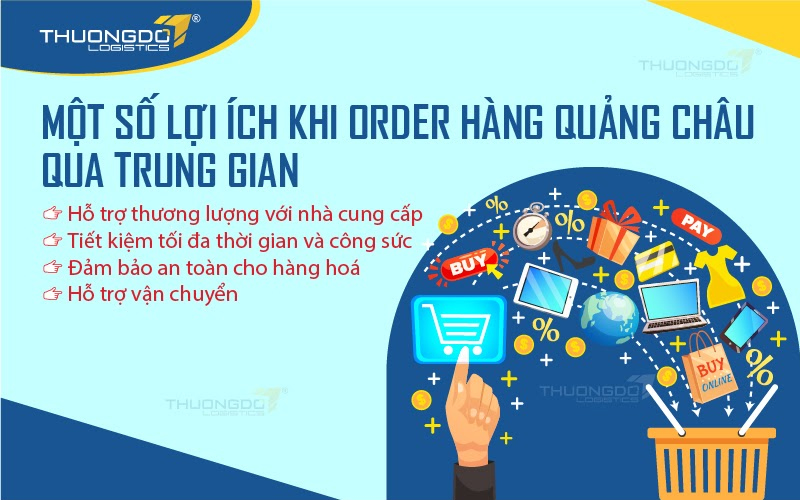 THUONGDO
LOGISTICS
®
THUONGDO
LOGISTICS
MỘT SỐ LỢI ÍCH KHI ORDER HÀNG QUẢNG CHÂU
QUA TRUNG GIAN
Hỗ trợ thương lượng với nhà cung cấp
Tiết kiệm tối đa thời gian và công sức
Đảm bảo an toàn cho hàng hoá
Hỗ trợ vận chuyển
%
%
PAY
BUY
$
%
%
BUY
ONLINE
THUONGDO
LOGISTICS
®
THUONGDO
LOGISTICS